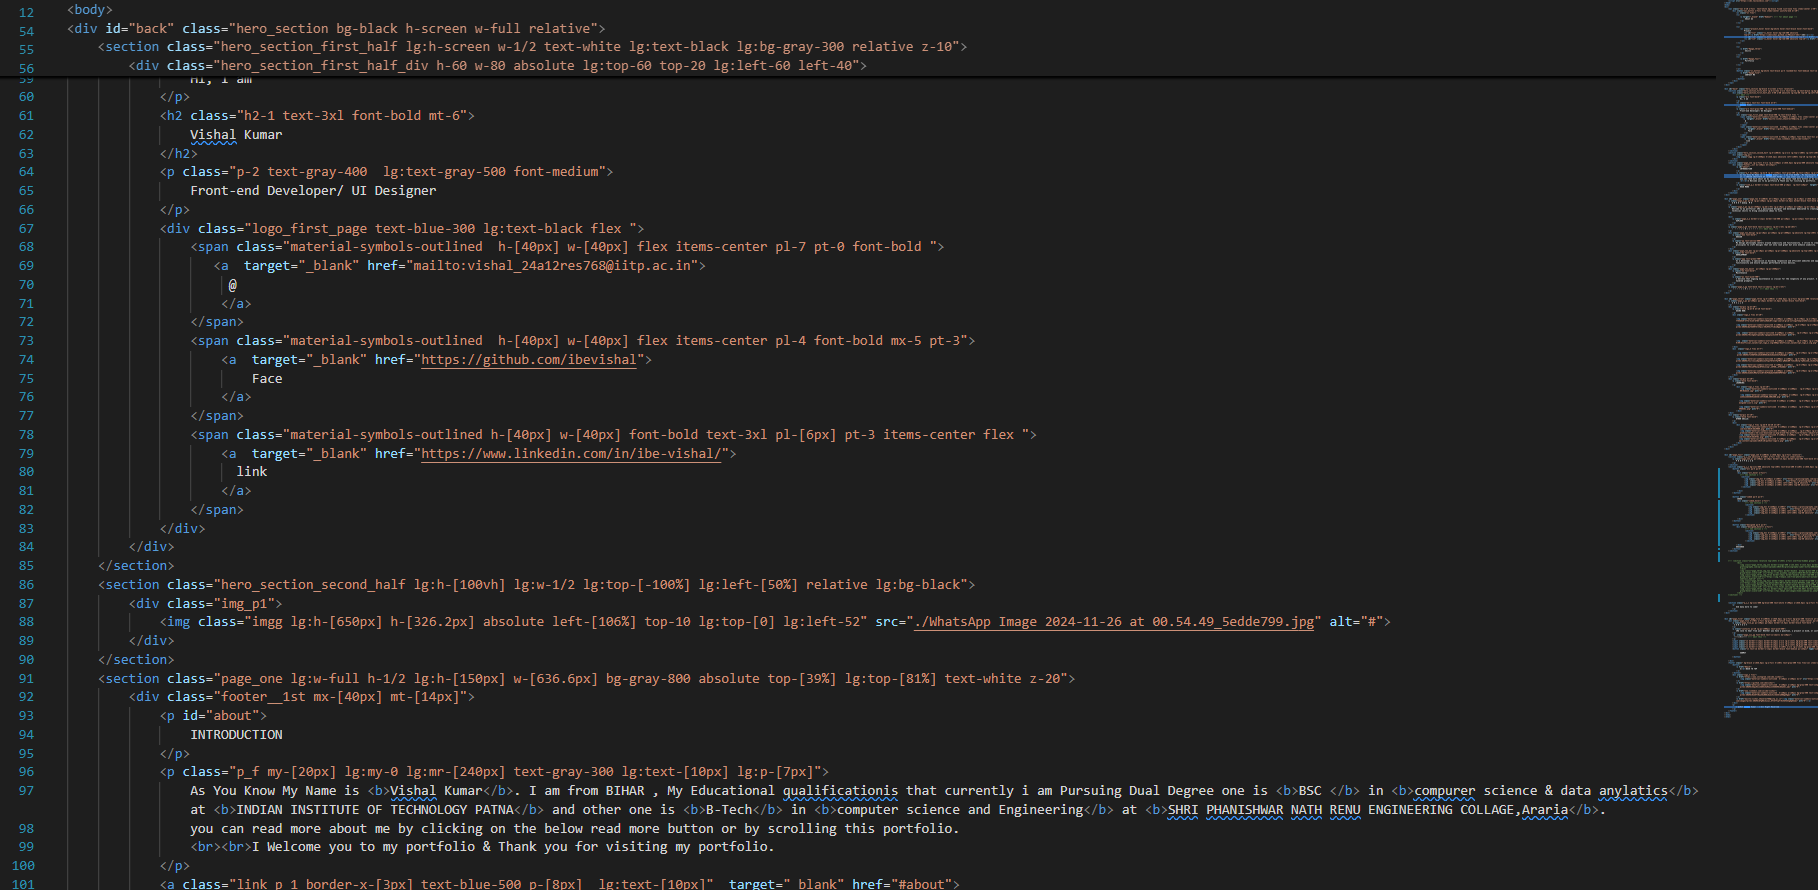 12 <body>
54 <div id="back" class="hero_section bg-black h-screen w-full relative">
55 <section class="hero_section_first_half lg:h-screen w-1/2 text-white lg:text-black lg:bg-gray-300 relative z-10">
56 <div class="hero_section_first_half_div h-60 w-80 absolute lg:top-60 top-20 lg:left-60 left-40">
59 Hi, i am
60 </p>
61 <h2 class="h2-1 text-3xl font-bold mt-6">
62 Vishal Kumar
63 </h2>
64 <p class="p-2 text-gray-400  lg:text-gray-500 font-medium">
65 Front-end Developer/ UI Designer
66 </p>
67 <div class="logo_first_page text-blue-300 lg:text-black flex ">
68 <span class="material-symbols-outlined  h-[40px] w-[40px] flex items-center pl-7 pt-0 font-bold ">
69 <a  target="_blank" href="mailto:vishal_24a12res768@iitp.ac.in">
70 @
71 </a>
72 </span>
73 <span class="material-symbols-outlined  h-[40px] w-[40px] flex items-center pl-4 font-bold mx-5 pt-3">
74 <a  target="_blank" href="https://github.com/ibevishal">
75 Face
76 </a>
77 </span>
78 <span class="material-symbols-outlined h-[40px] w-[40px] font-bold text-3xl pl-[6px] pt-3 items-center flex ">
79 <a  target="_blank" href="https://www.linkedin.com/in/ibe-vishal/">
80 link
81 </a>
82 </span>
83 </div>
84 </div>
85 </section>
86 <section class="hero_section_second_half lg:h-[100vh] lg:w-1/2 lg:top-[-100%] lg:left-[50%] relative lg:bg-black">
87 <div class="img_p1">
88 <img class="imgg lg:h-[650px] h-[326.2px] absolute left-[106%] top-10 lg:top-[0] lg:left-52" src="./WhatsApp Image 2024-11-26 at 00.54.49_5edde799.jpg" alt="#">
89 </div>
90 </section>
91 <section class="page_one lg:w-full h-1/2 lg:h-[150px] w-[636.6px] bg-gray-800 absolute top-[39%] lg:top-[81%] text-white z-20">
92 <div class="footer__1st mx-[40px] mt-[14px]">
93 <p id="about">
94 INTRODUCTION
95 </p>
96 <p class="p_f my-[20px] lg:my-0 lg:mr-[240px] text-gray-300 lg:text-[10px] lg:p-[7px]">
97 As You Know My Name is <b>Vishal Kumar</b>. I am from BIHAR , My Educational qualificationis that currently i am Pursuing Dual Degree one is <b>BSC </b> in <b>compurer science & data anylatics</b>
at <b>INDIAN INSTITUTE OF TECHNOLOGY PATNA</b> and other one is <b>B-Tech</b> in <b>computer science and Engineering</b> at <b>SHRI PHANISHWAR NATH RENU ENGINEERING COLLAGE,Araria</b>.
98 you can read more about me by clicking on the below read more button or by scrolling this portfolio.
99 <br><br>I Welcome you to my portfolio & Thank you for visiting my portfolio.
100 </p>
101 <a class="link p 1 border-x-[3px] text-blue-500 p-[8px]  lg:text-[10px]"  target=" blank" href="#about">